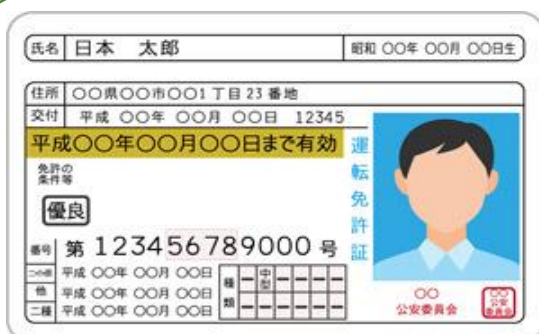 氏名 日本 太郎 昭和 〇〇年 〇〇月 〇〇日生
住所 〇〇県〇〇市〇〇1丁目23番地
交付 平成 〇〇年 〇〇月 〇〇日 12345
平成〇〇年〇〇月〇〇日まで有効
免許の
条件等
優良
番号 第 123456789000 号
二小原 平成 〇〇年 〇〇月 〇〇日
他 平成 〇〇年 〇〇月 〇〇日
二種 平成 〇〇年 〇〇月 〇〇日
種類 中型
運転免許証
〇〇
公安委員会
〇〇
公安
委員会